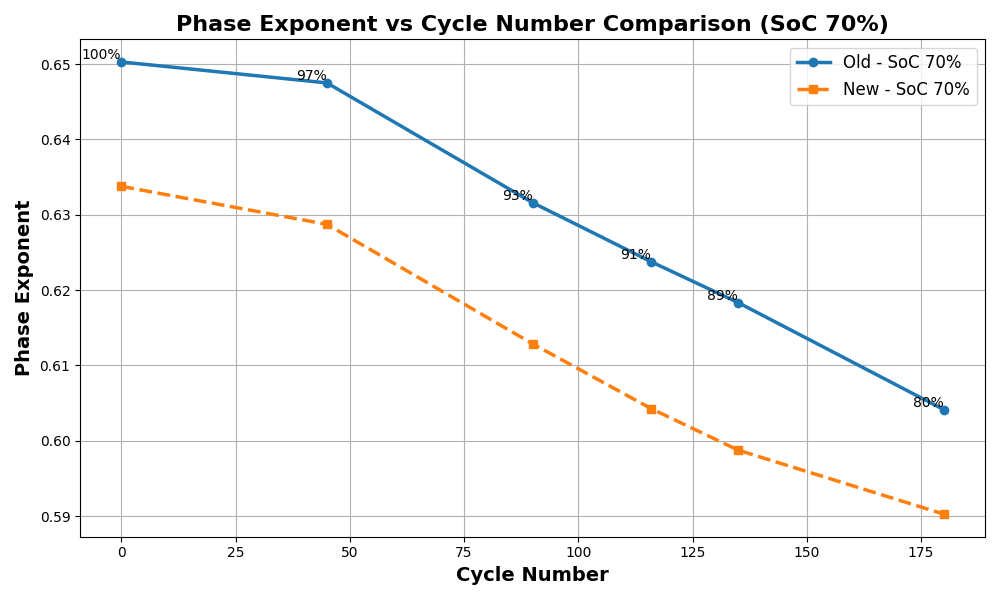 Phase Exponent vs Cycle Number Comparison (SoC 70%)
Old - SoC 70%
New - SoC 70%
100%
97%
93%
91%
89%
80%
0.65
0.64
0.63
0.62
0.61
0.60
0.59
Phase Exponent
0 25 50 75 100 125 150 175
Cycle Number